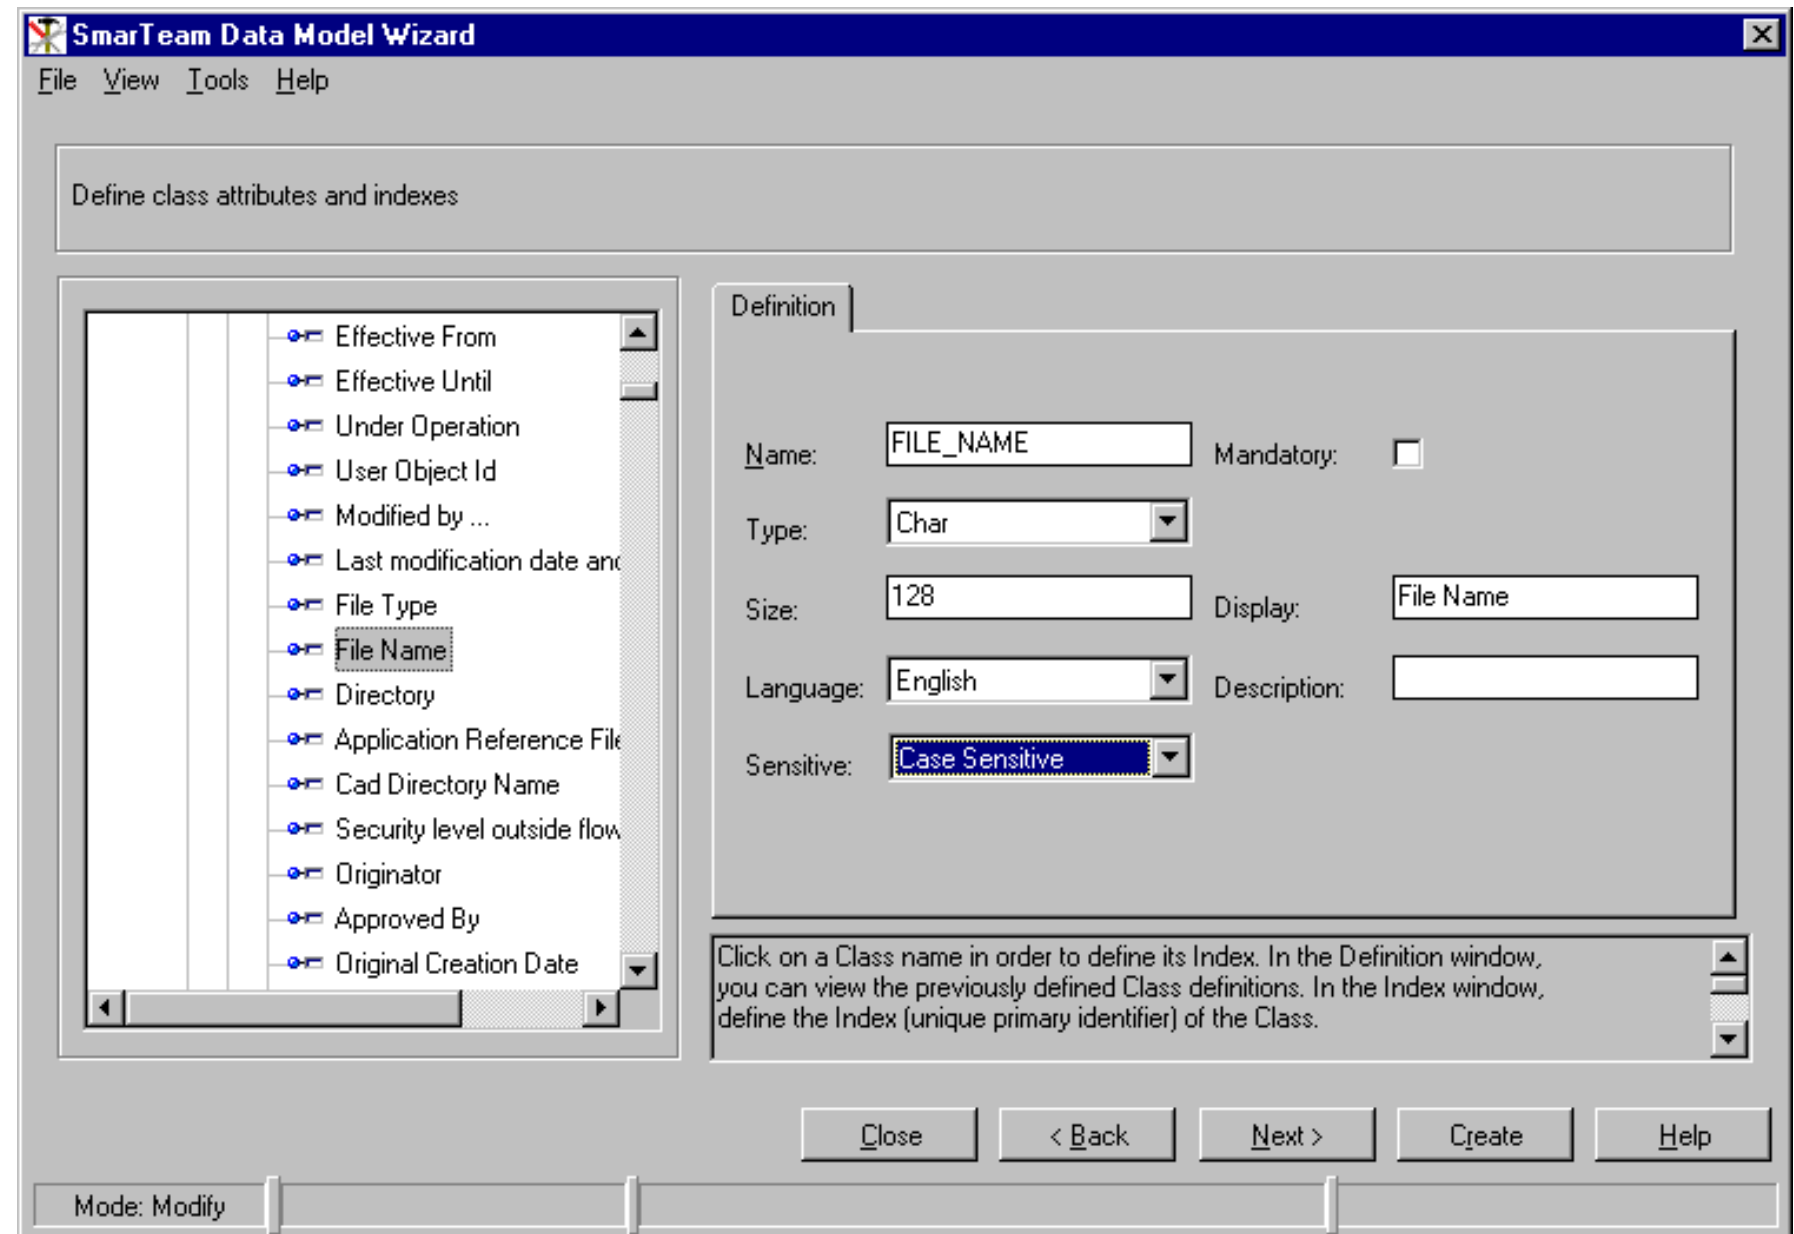 SmarTeam Data Model Wizard
File View Tools Help
Define class attributes and indexes
Effective From
Effective Until
Under Operation
User Object Id
Modified by ...
Last modification date and
File Type
File Name
Directory
Application Reference File
Cad Directory Name
Security level outside flow
Originator
Approved By
Original Creation Date
Definition
Name: FILE_NAME Mandatory:
Type: Char
Size: 128 Display: File Name
Language: English Description:
Sensitive: Case Sensitive
Click on a Class name in order to define its Index. In the Definition window,
you can view the previously defined Class definitions. In the Index window,
define the Index (unique primary identifier) of the Class.
Close < Back Next > Create Help
Mode: Modify